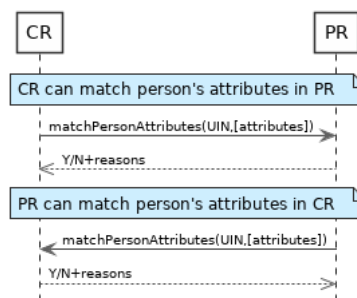 CR
PR
CR can match person's attributes in PR
matchPersonAttributes(UIN,[attributes])
Y/N+reasons
PR can match person's attributes in CR
matchPersonAttributes(UIN,[attributes])
Y/N+reasons